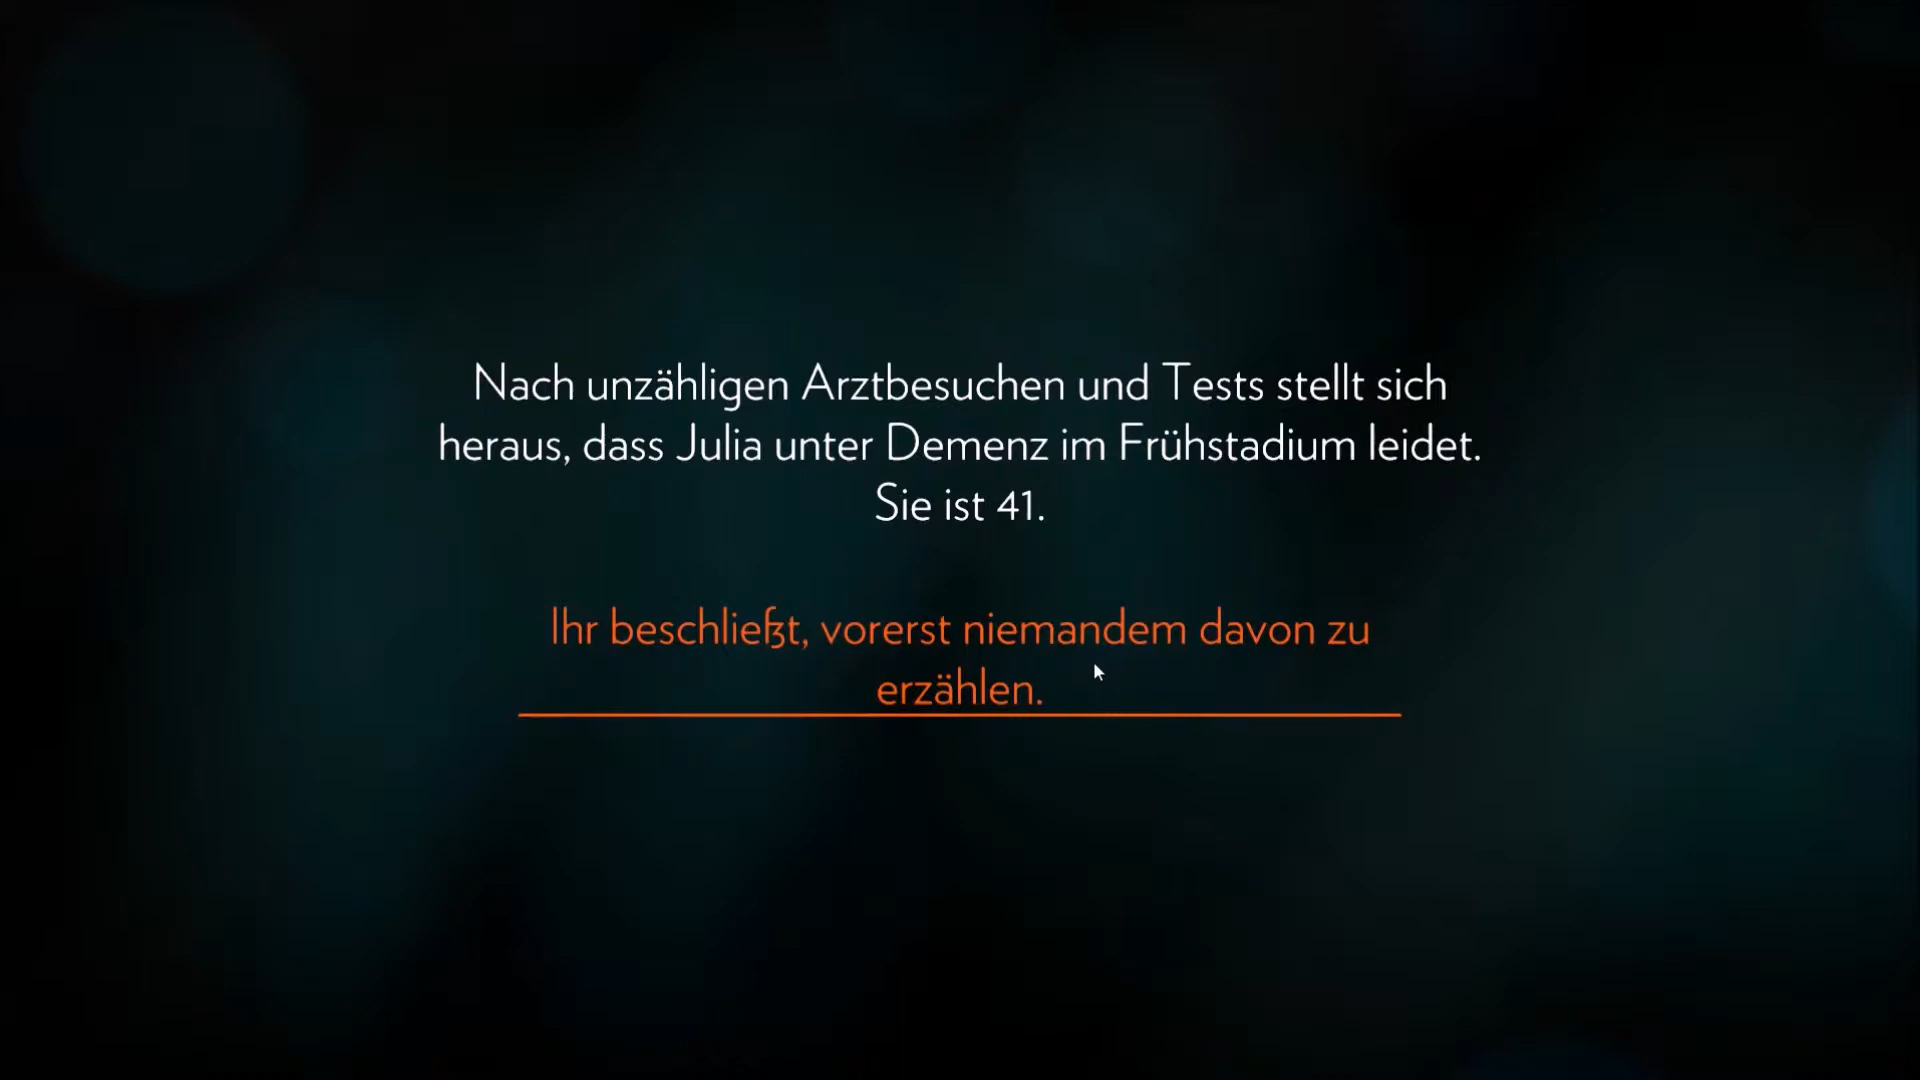 Nach unzähligen Arztbesuchen und Tests stellt sich
heraus, dass Julia unter Demenz im Frühstadium leidet.
Sie ist 41.
Ihr beschließt, vorerst niemandem davon zu
erzählen.